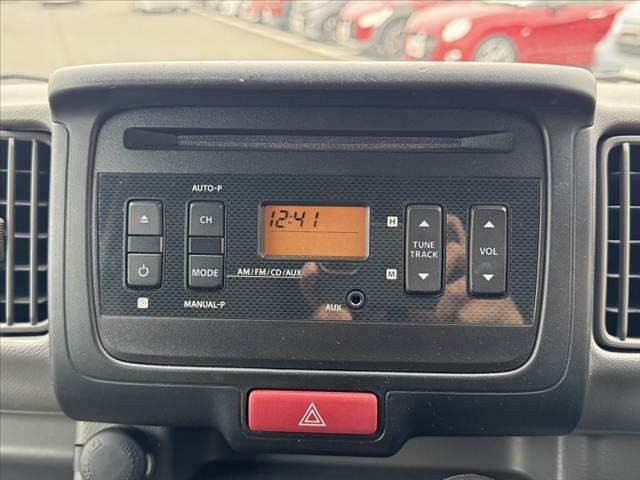 AUTO-P
CH
MODE
MANUAL-P
12:41
AM/FM/CD/AUX
AUX
H
M
TUNE
TRACK
VOL